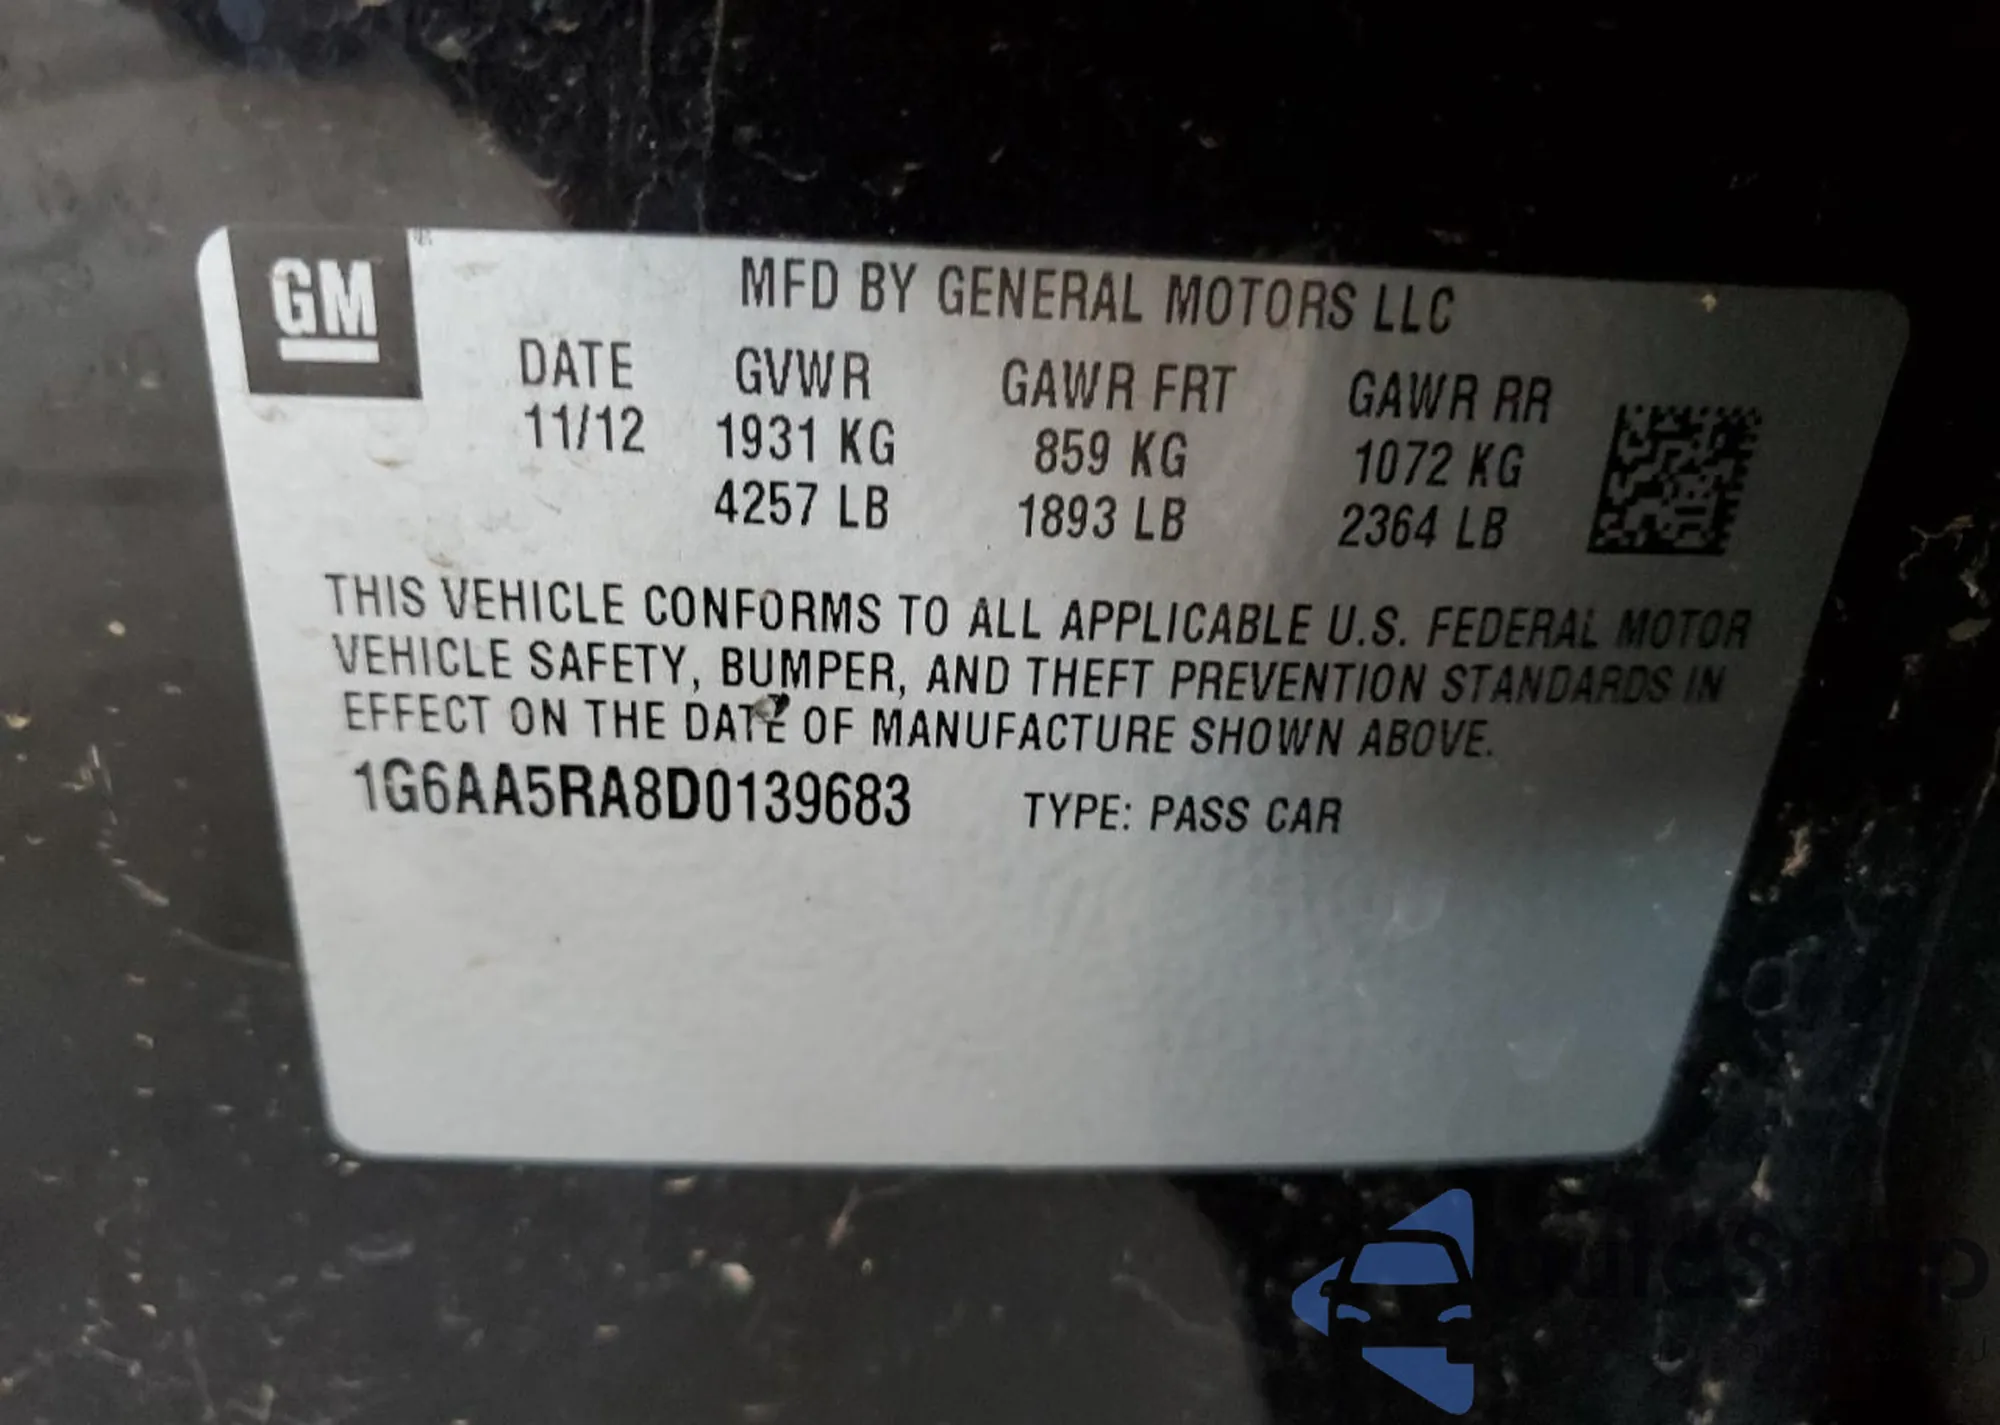 GM
MFD BY GENERAL MOTORS LLC
DATE GVWR GAWR FRT GAWR RR
11/12 1931 KG 859 KG 1072 KG
4257 LB 1893 LB 2364 LB
THIS VEHICLE CONFORMS TO ALL APPLICABLE U.S. FEDERAL MOTOR
VEHICLE SAFETY, BUMPER, AND THEFT PREVENTION STANDARDS IN
EFFECT ON THE DATE OF MANUFACTURE SHOWN ABOVE.
1G6AA5RA8D0139683 TYPE: PASS CAR